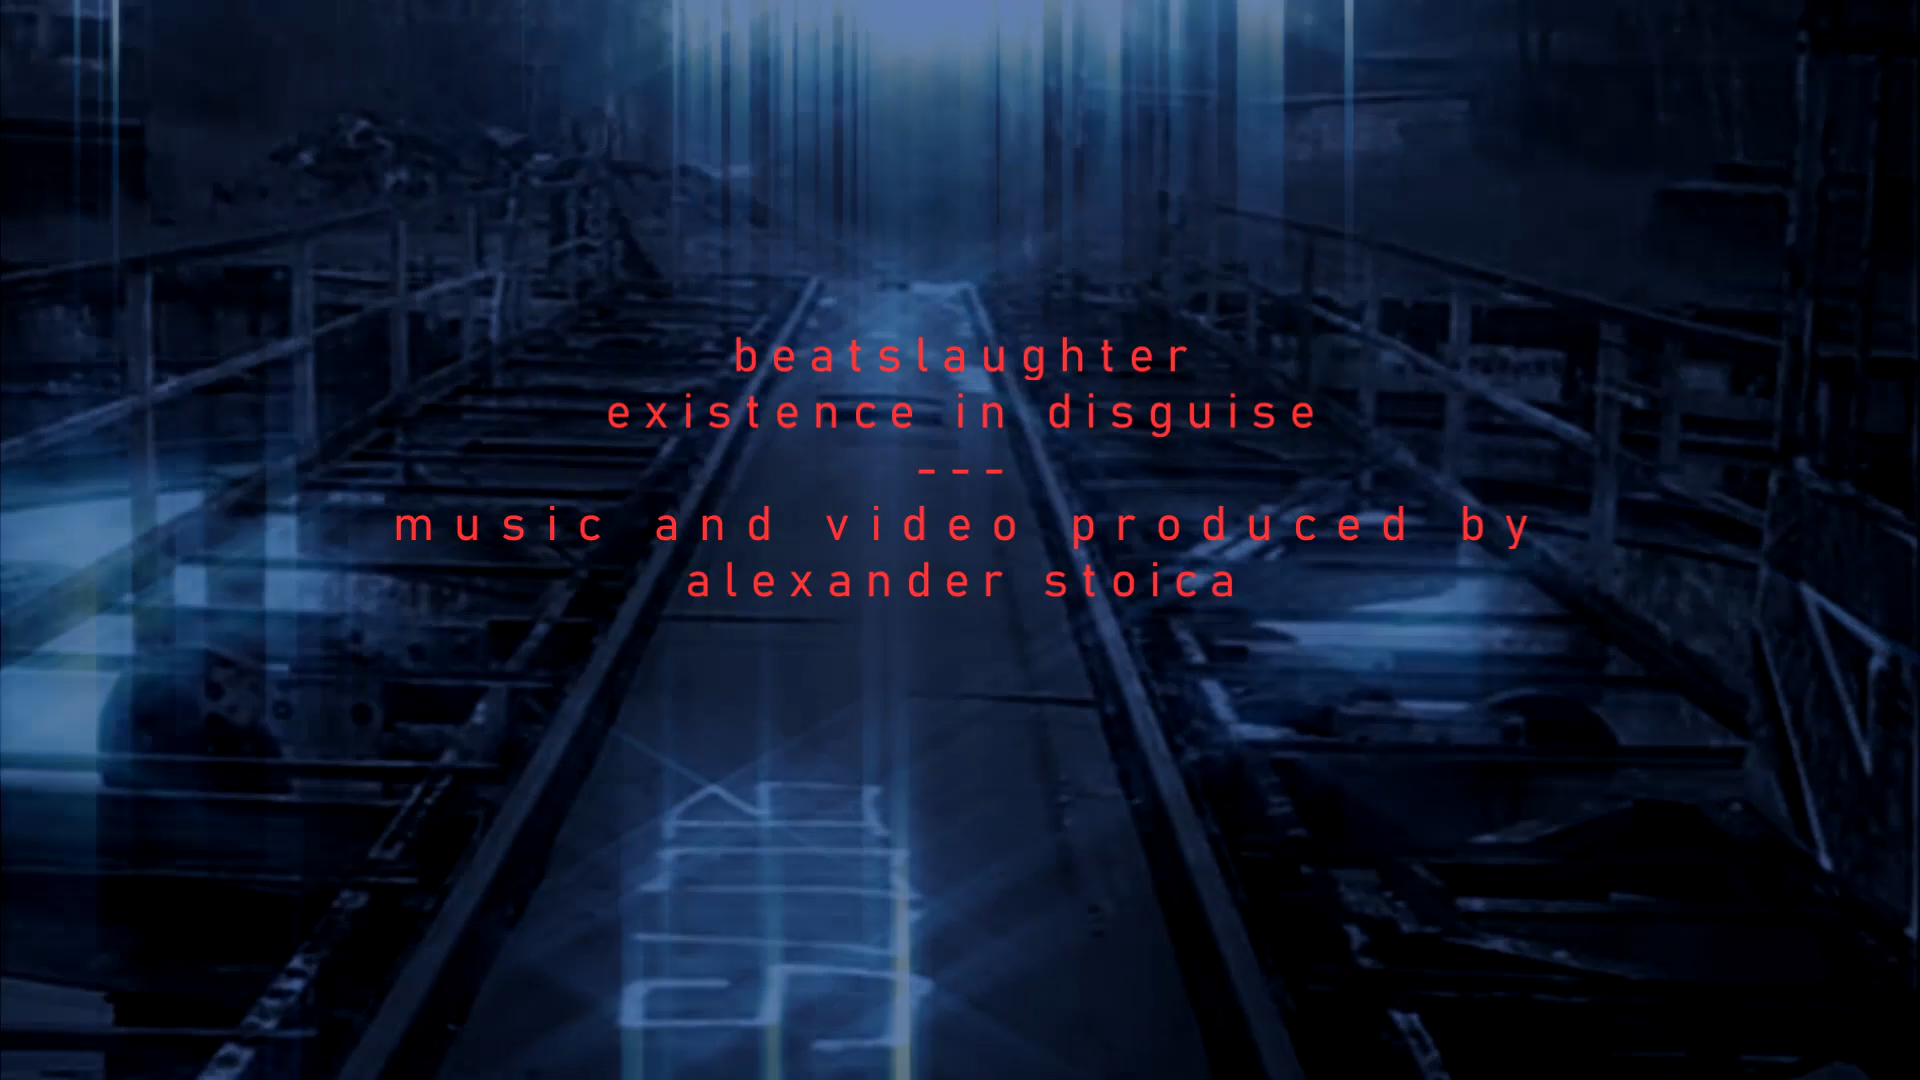 beatslaughter
existence in disguise
---
music and video produced by
alexander stoica